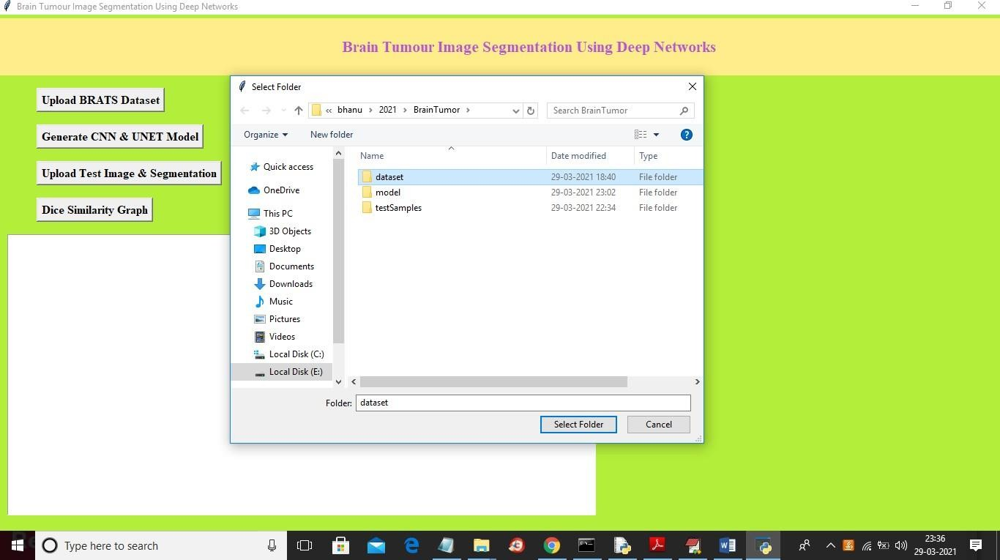 Brain Tumour Image Segmentation Using Deep Networks
Brain Tumour Image Segmentation Using Deep Networks
Upload BRATS Dataset
Generate CNN & UNET Model
Upload Test Image & Segmentation
Dice Similarity Graph
Select Folder
« bhanu › 2021 › BrainTumor ›
Search BrainTumor
Organize
New folder
Name Date modified Type
dataset 29-03-2021 18:40 File folder
model 29-03-2021 23:02 File folder
testSamples 29-03-2021 22:34 File folder
Quick access
OneDrive
This PC
3D Objects
Desktop
Documents
Downloads
Music
Pictures
Videos
Local Disk (C:)
Local Disk (E:)
Folder: dataset
Select Folder Cancel
Type here to search
23:36
29-03-2021